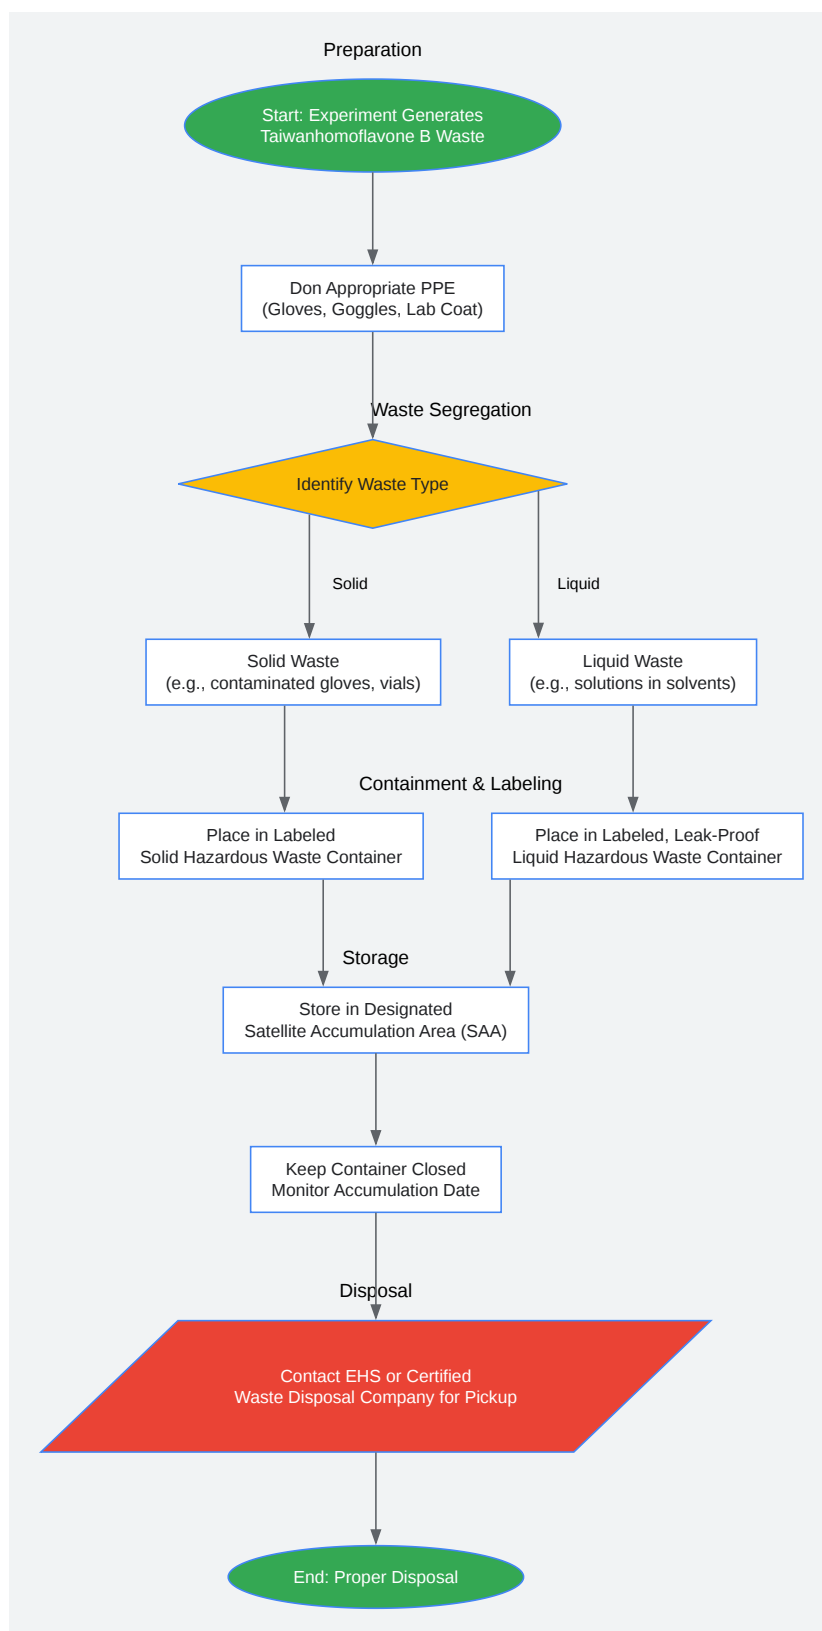 Preparation
Start: Experiment Generates
Taiwanhomoflavone B Waste
Don Appropriate PPE
(Gloves, Goggles, Lab Coat)
Waste Segregation
Identify Waste Type
Solid
Liquid
Solid Waste
(e.g., contaminated gloves, vials)
Liquid Waste
(e.g., solutions in solvents)
Containment & Labeling
Place in Labeled
Solid Hazardous Waste Container
Place in Labeled, Leak-Proof
Liquid Hazardous Waste Container
Storage
Store in Designated
Satellite Accumulation Area (SAA)
Keep Container Closed
Monitor Accumulation Date
Disposal
Contact EHS or Certified
Waste Disposal Company for Pickup
End: Proper Disposal